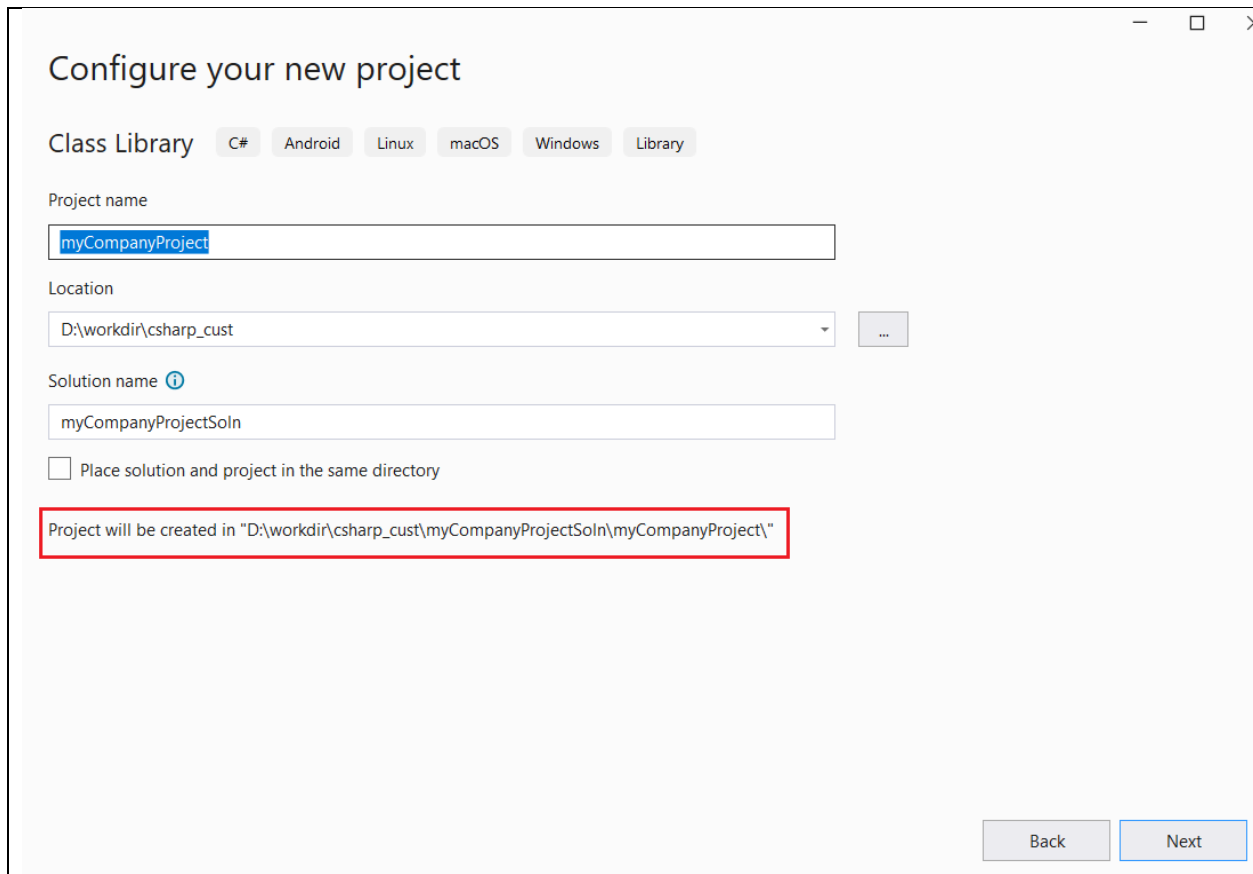 Configure your new project
Class Library C# Android Linux macOS Windows Library
Project name
myCompanyProject
Location
D:\workdir\csharp_cust
...
Solution name
myCompanyProjectSoln
Place solution and project in the same directory
Project will be created in "D:\workdir\csharp_cust\myCompanyProjectSoln\myCompanyProject\"
Back Next